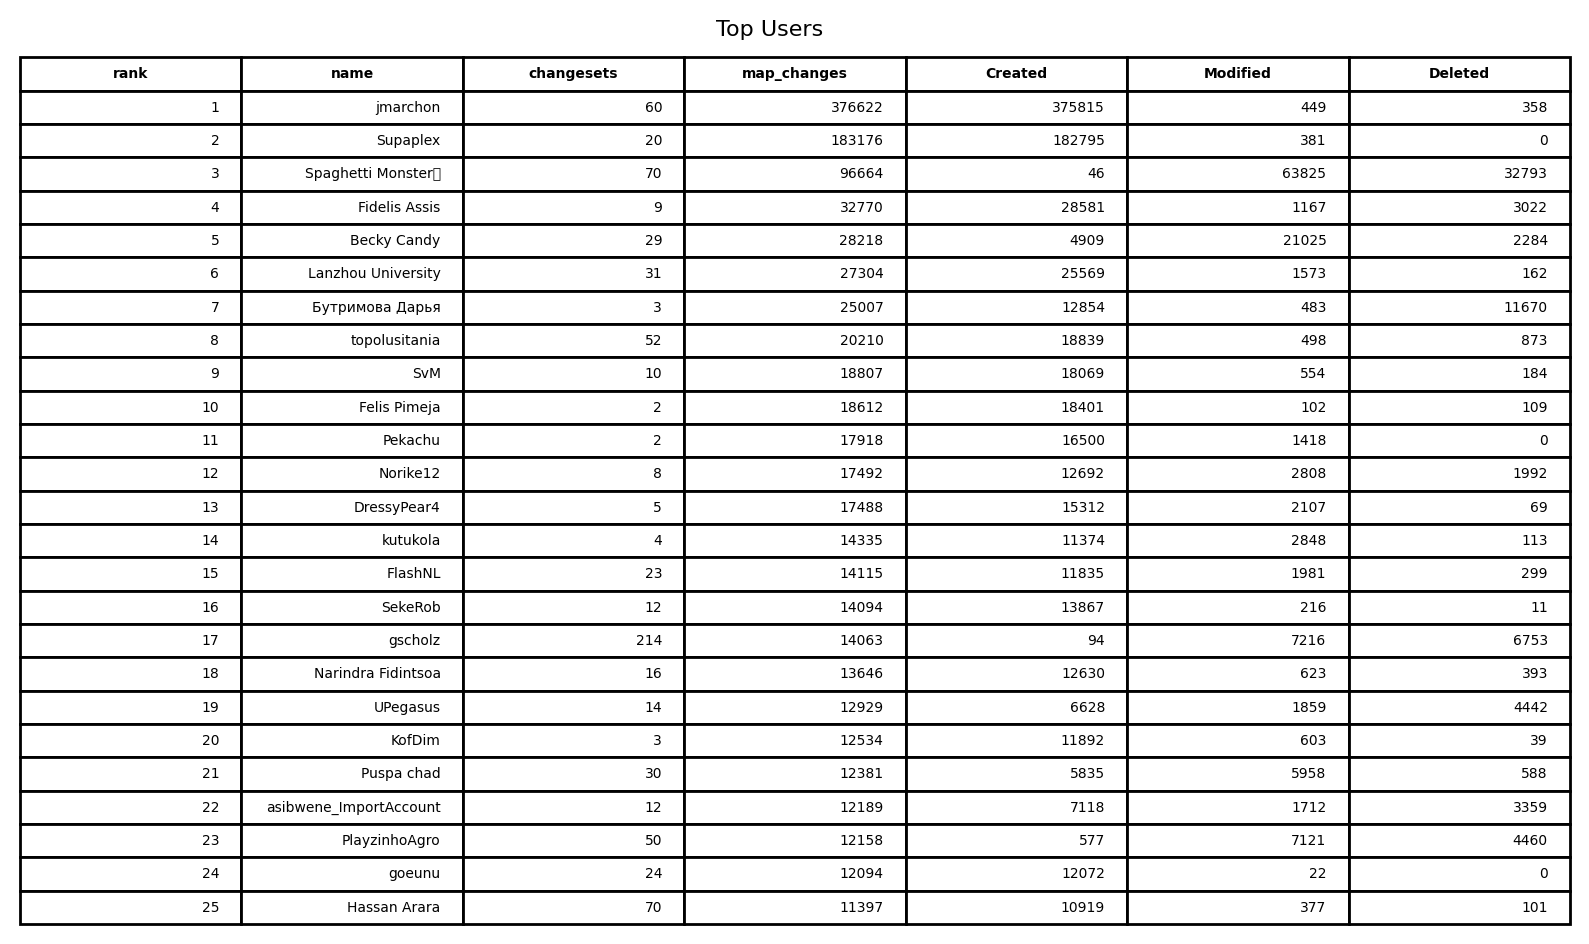 Top Users
rank name changesets map_changes Created Modified Deleted
1 jmarchon 60 376622 375815 449 358
2 Supaplex 20 183176 182795 381 0
3 Spaghetti Monster 70 96664 46 63825 32793
4 Fidelis Assis 9 32770 28581 1167 3022
5 Becky Candy 29 28218 4909 21025 2284
6 Lanzhou University 31 27304 25569 1573 162
7 Бутримова Дарья 3 25007 12854 483 11670
8 topolusitania 52 20210 18839 498 873
9 SvM 10 18807 18069 554 184
10 Felis Pimeja 2 18612 18401 102 109
11 Pekachu 2 17918 16500 1418 0
12 Norike12 8 17492 12692 2808 1992
13 DressyPear4 5 17488 15312 2107 69
14 kutukola 4 14335 11374 2848 113
15 FlashNL 23 14115 11835 1981 299
16 SekeRob 12 14094 13867 216 11
17 gscholz 214 14063 94 7216 6753
18 Narindra Fidintsoa 16 13646 12630 623 393
19 UPegasus 14 12929 6628 1859 4442
20 KofDim 3 12534 11892 603 39
21 Puspa chad 30 12381 5835 5958 588
22 asibwene_ImportAccount 12 12189 7118 1712 3359
23 PlayzinhoAgro 50 12158 577 7121 4460
24 goeunu 24 12094 12072 22 0
25 Hassan Arara 70 11397 10919 377 101